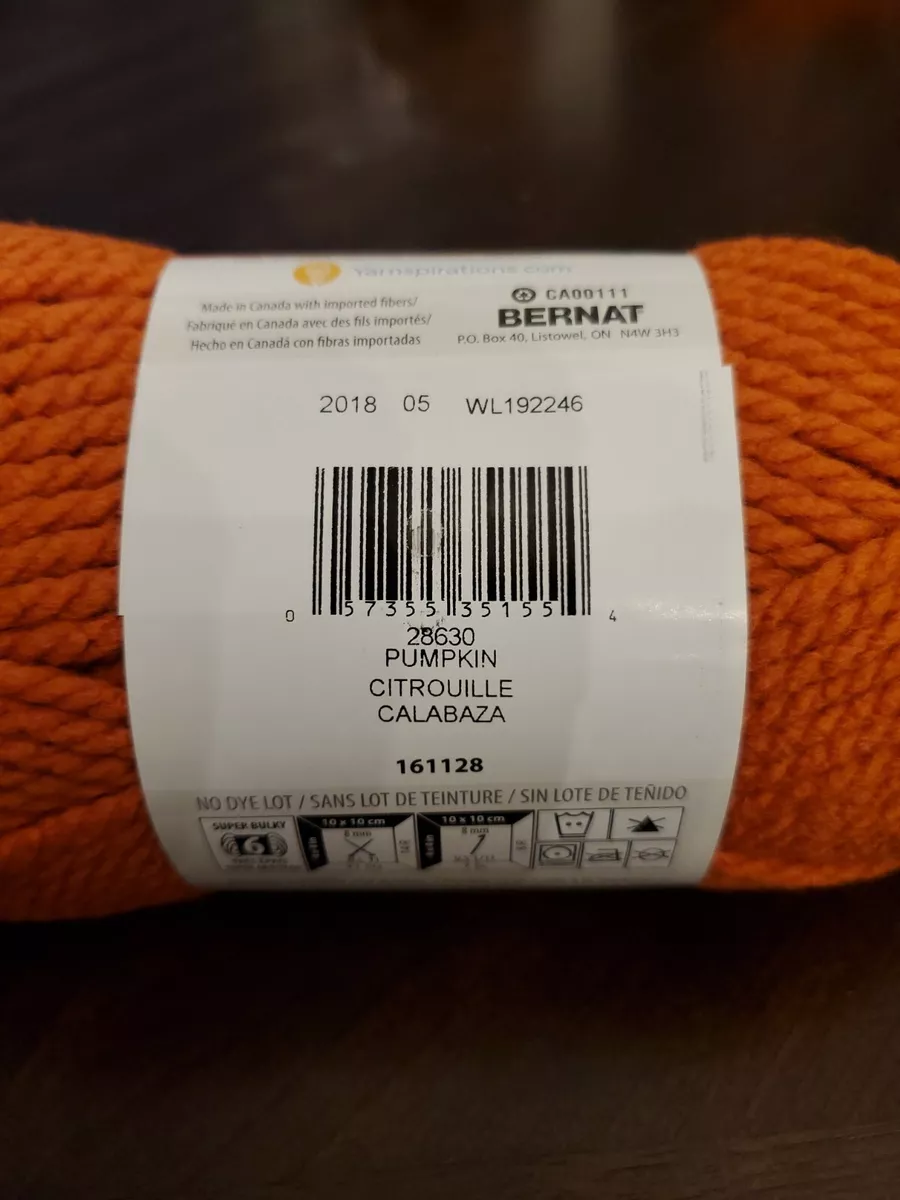 Yarnspirations.com
Made in Canada with imported fibers/
Fabriqué en Canada avec des fils importés/
Hecho en Canadá con fibras importadas
CA00111
BERNAT
P.O. Box 40, Listowel, ON N4W 3H3
2018 05 WL192246
0 57355 35155 4
28630
PUMPKIN
CITROUILLE
CALABAZA
161128
NO DYE LOT / SANS LOT DE TEINTURE / SIN LOTE DE TEÑIDO
SUPER BULKY
6
10 x 10 cm
8 mm
10 x 10 cm
8 mm